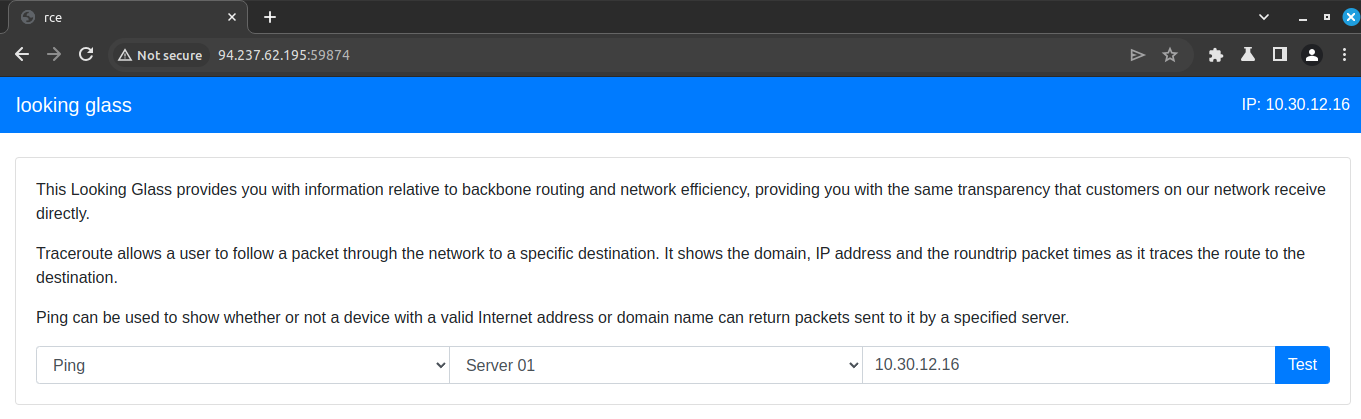 rce
Not secure 94.237.62.195:59874
looking glass IP: 10.30.12.16
This Looking Glass provides you with information relative to backbone routing and network efficiency, providing you with the same transparency that customers on our network receive
directly.
Traceroute allows a user to follow a packet through the network to a specific destination. It shows the domain, IP address and the roundtrip packet times as it traces the route to the
destination.
Ping can be used to show whether or not a device with a valid Internet address or domain name can return packets sent to it by a specified server.
Ping Server 01 10.30.12.16 Test